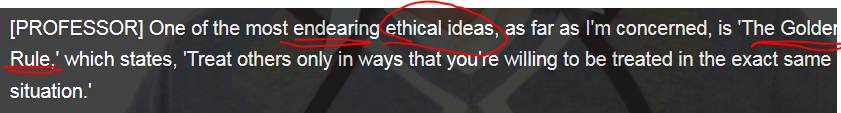 [PROFESSOR] One of the most endearing ethical ideas, as far as I'm concerned, is 'The Golden
Rule,' which states, 'Treat others only in ways that you're willing to be treated in the exact same
situation.'